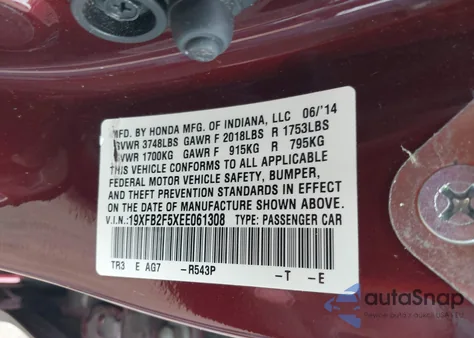 MFD. BY HONDA MFG. OF INDIANA, LLC 06/'14
GVWR 3748LBS GAWR F 2018LBS R 1753LBS
GVWR 1700KG GAWR F 915KG R 795KG
THIS VEHICLE CONFORMS TO ALL APPLICABLE
FEDERAL MOTOR VEHICLE SAFETY, BUMPER,
AND THEFT PREVENTION STANDARDS IN EFFECT
ON THE DATE OF MANUFACTURE SHOWN ABOVE.
V.I.N.: 19XFB2F5XEE061308 TYPE: PASSENGER CAR
TR3 E AG7 -R543P -T -E
autoSnap